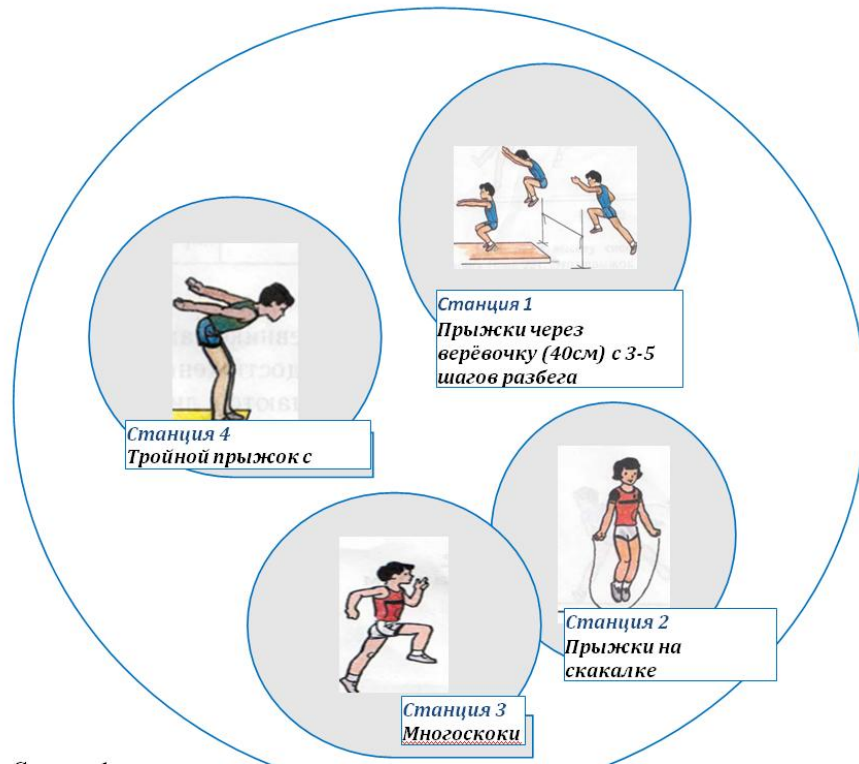 Станция 1
Прыжки через
верёвочку (40см) с 3-5
шагов разбега
Станция 4
Тройной прыжок с
Станция 2
Прыжки на
скакалке
Станция 3
Многоскоки